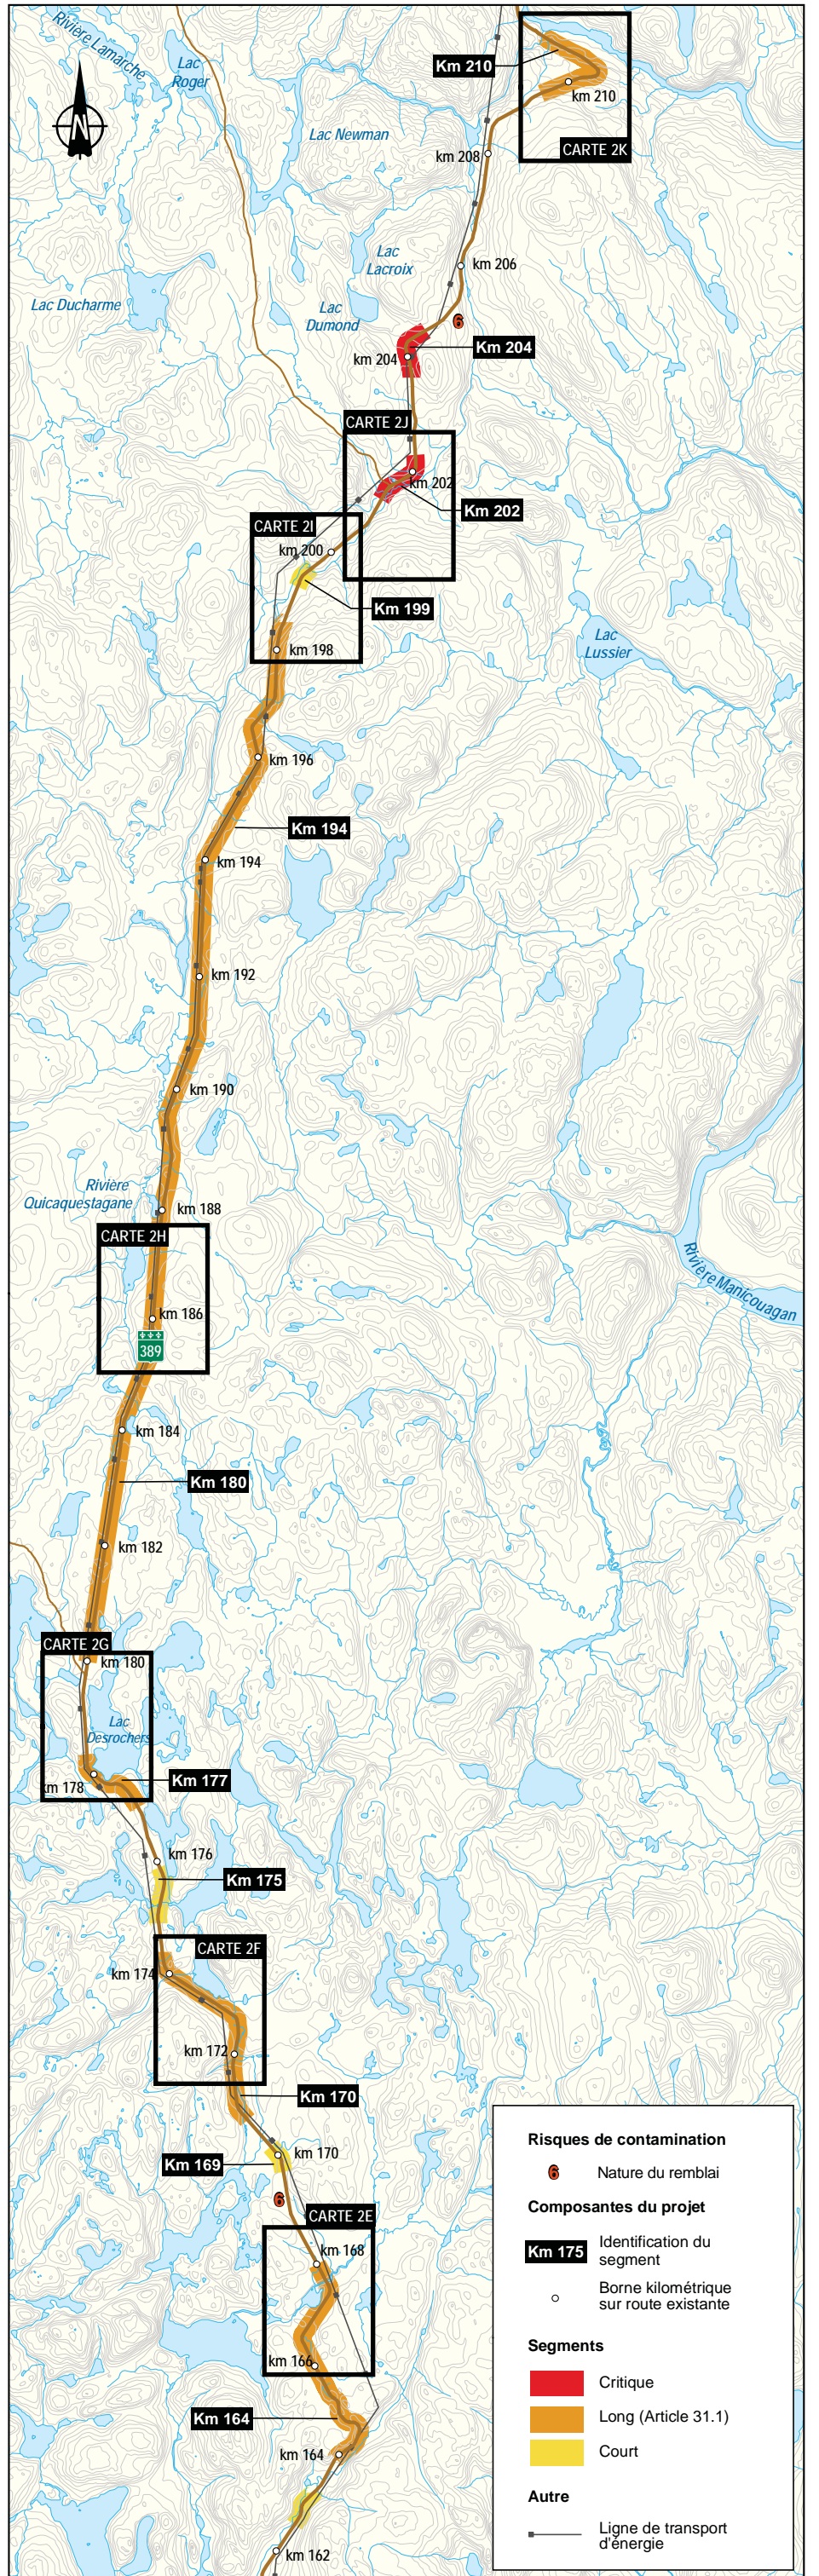 Rivière Lamarche
Lac
Roger
Km 210
km 210
N
Lac Newman
km 208
CARTE 2K
Lac
Lacroix
km 206
Lac Ducharme
Lac
Dumond
6
Km 204
km 204
CARTE 2J
km 202
Km 202
CARTE 2I
km 200
Km 199
Lac
Lussier
km 198
km 196
Km 194
km 194
km 192
km 190
Rivière
Quicaquestagane
km 188
CARTE 2H
Rivière Manicouagan
km 186
389
km 184
Km 180
km 182
CARTE 2G
km 180
Lac
Desrochers
Km 177
km 178
km 176
Km 175
CARTE 2F
km 174
km 172
Km 170
km 170
Km 169
6
CARTE 2E
km 168
km 166
Km 164
km 164
km 162
Risques de contamination
6 Nature du remblai
Composantes du projet
Km 175 Identification du
segment
Borne kilométrique
sur route existante
Segments
Critique
Long (Article 31.1)
Court
Autre
Ligne de transport
d'énergie